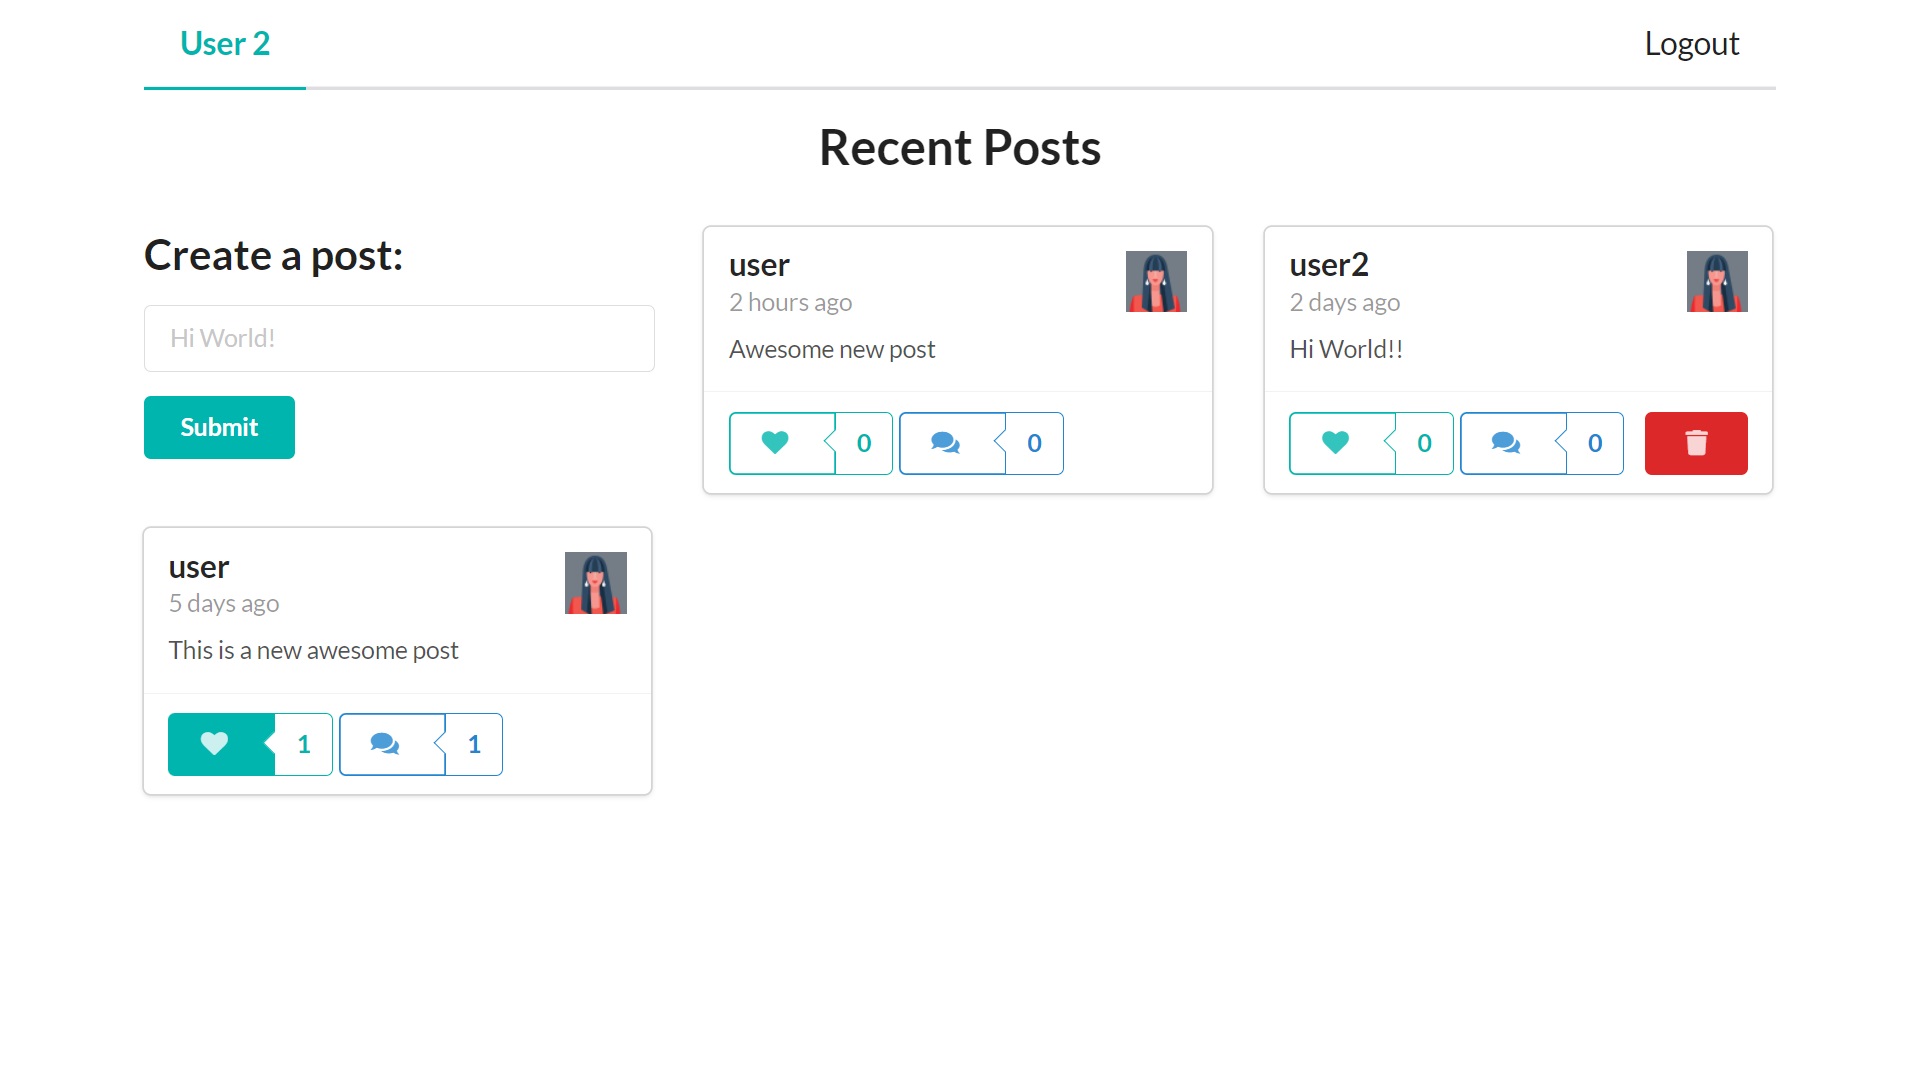 User 2
Logout
Recent Posts
Create a post:
Hi World!
Submit
user
2 hours ago
Awesome new post
0
0
user2
2 days ago
Hi World!!
0
0
user
5 days ago
This is a new awesome post
1
1